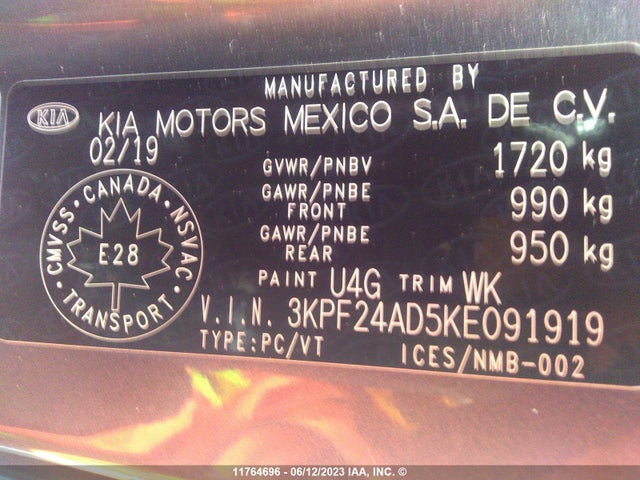 MANUFACTURED BY
KIA KIA MOTORS MEXICO S.A. DE C.V.
02/19
GVWR/PNBV 1720 kg
GAWR/PNBE FRONT 990 kg
GAWR/PNBE REAR 950 kg
CMVSS · CANADA · NSVAC · TRANSPORT ·
E28
PAINT U4G TRIM WK
V.I.N. 3KPF24AD5KE091919
TYPE:PC/VT ICES/NMB-002
11764696 - 06/12/2023 IAA, INC. ©